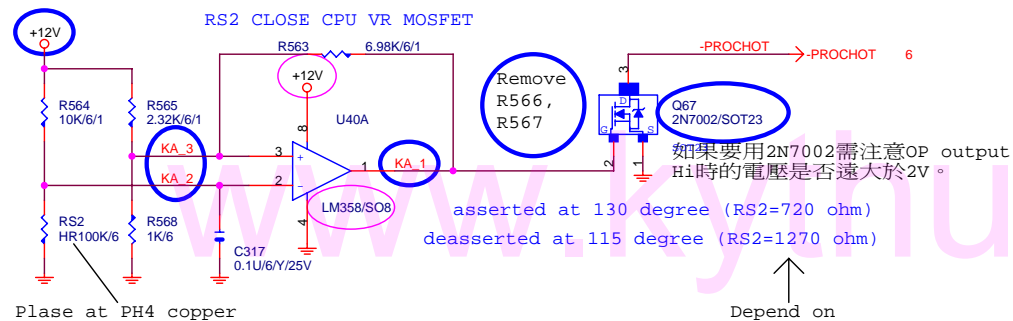 RS2 CLOSE CPU VR MOSFET
+12V
R563
6.98K/6/1
-PROCHOT
-PROCHOT
6
+12V
3
Remove
R566,
R567
D
G
S
Q67
2N7002/SOT23
R564
10K/6/1
R565
2.32K/6/1
U40A
8
KA_3
3
+
1
KA_1
KA_2
2
-
2
1
如果要用2N7002需注意OP output
Hi時的電壓是否遠大於2V。
LM358/SO8
4
RS2
HR100K/6
R568
1K/6
C317
0.1U/6/Y/25V
asserted at 130 degree (RS2=720 ohm)
deasserted at 115 degree (RS2=1270 ohm)
www.kythu
Plase at PH4 copper
Depend on